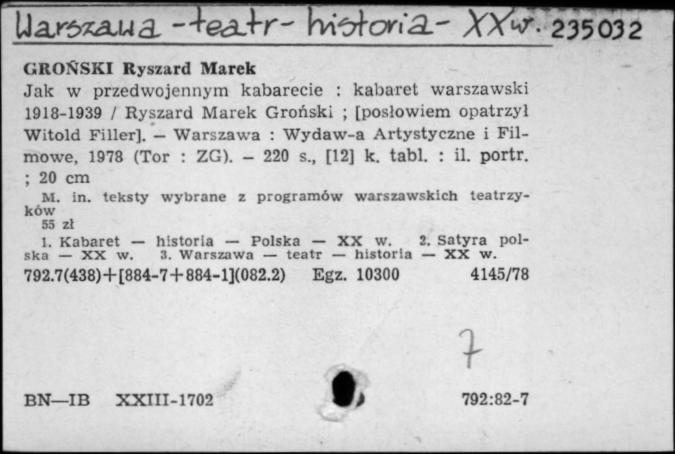 Warszawa - teatr - historia - XX w. 235032
GROŃSKI Ryszard Marek
Jak w przedwojennym kabarecie : kabaret warszawski
1918-1939 / Ryszard Marek Groński ; [posłowiem opatrzył
Witold Filler]. — Warszawa : Wydaw-a Artystyczne i Fil-
mowe, 1978 (Tor : ZG). — 220 s., [12] k. tabl. : il. portr.
; 20 cm
M. in. teksty wybrane z programów warszawskich teatrzy-
ków
55 zł
1. Kabaret — historia — Polska — XX w. 2. Satyra pol-
ska — XX w. 3. Warszawa — teatr — historia — XX w.
792.7(438)+[884-7+884-1](082.2) Egz. 10300 4145/78
7
BN—IB XXIII-1702 792:82-7